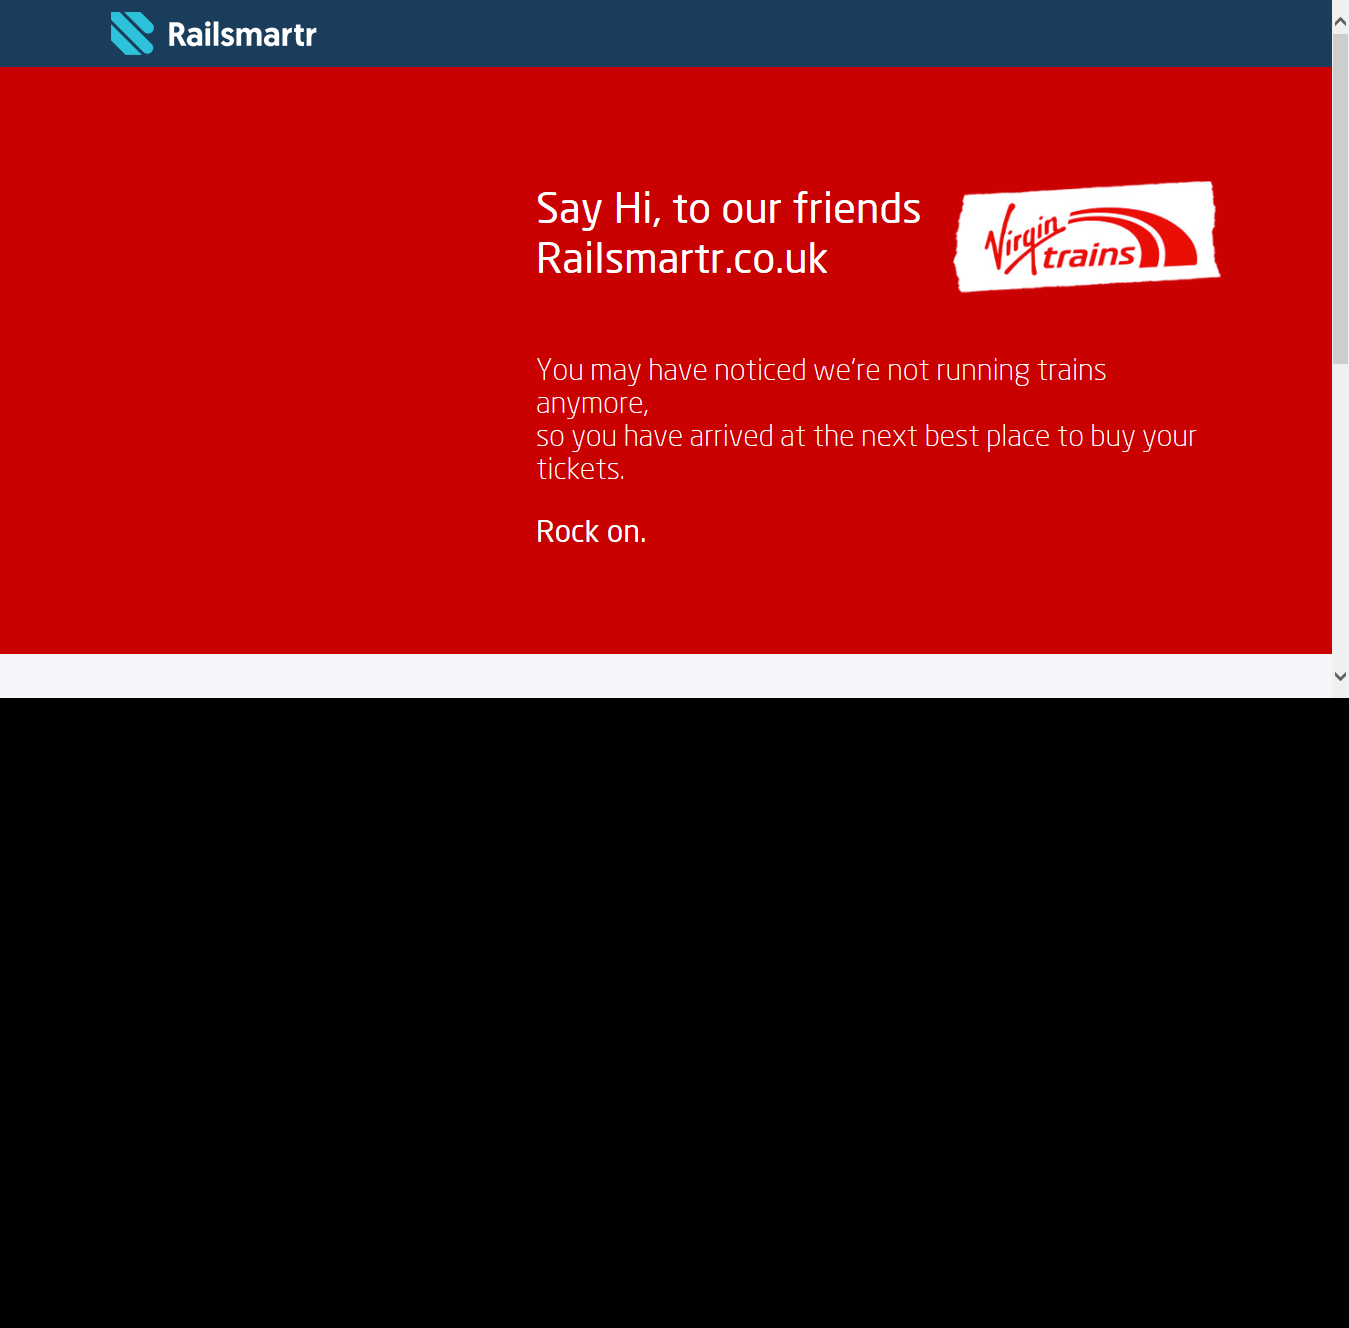 Railsmartr
Say Hi, to our friends
Railsmartr.co.uk
Virgin
trains
You may have noticed we're not running trains
anymore,
so you have arrived at the next best place to buy your
tickets.
Rock on.